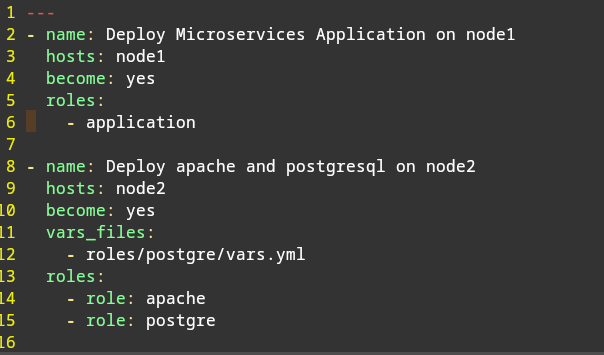 1 ---
2 - name: Deploy Microservices Application on node1
3   hosts: node1
4   become: yes
5   roles:
6     - application
7
8 - name: Deploy apache and postgresql on node2
9   hosts: node2
10   become: yes
11   vars_files:
12     - roles/postgre/vars.yml
13   roles:
14     - role: apache
15     - role: postgre
16